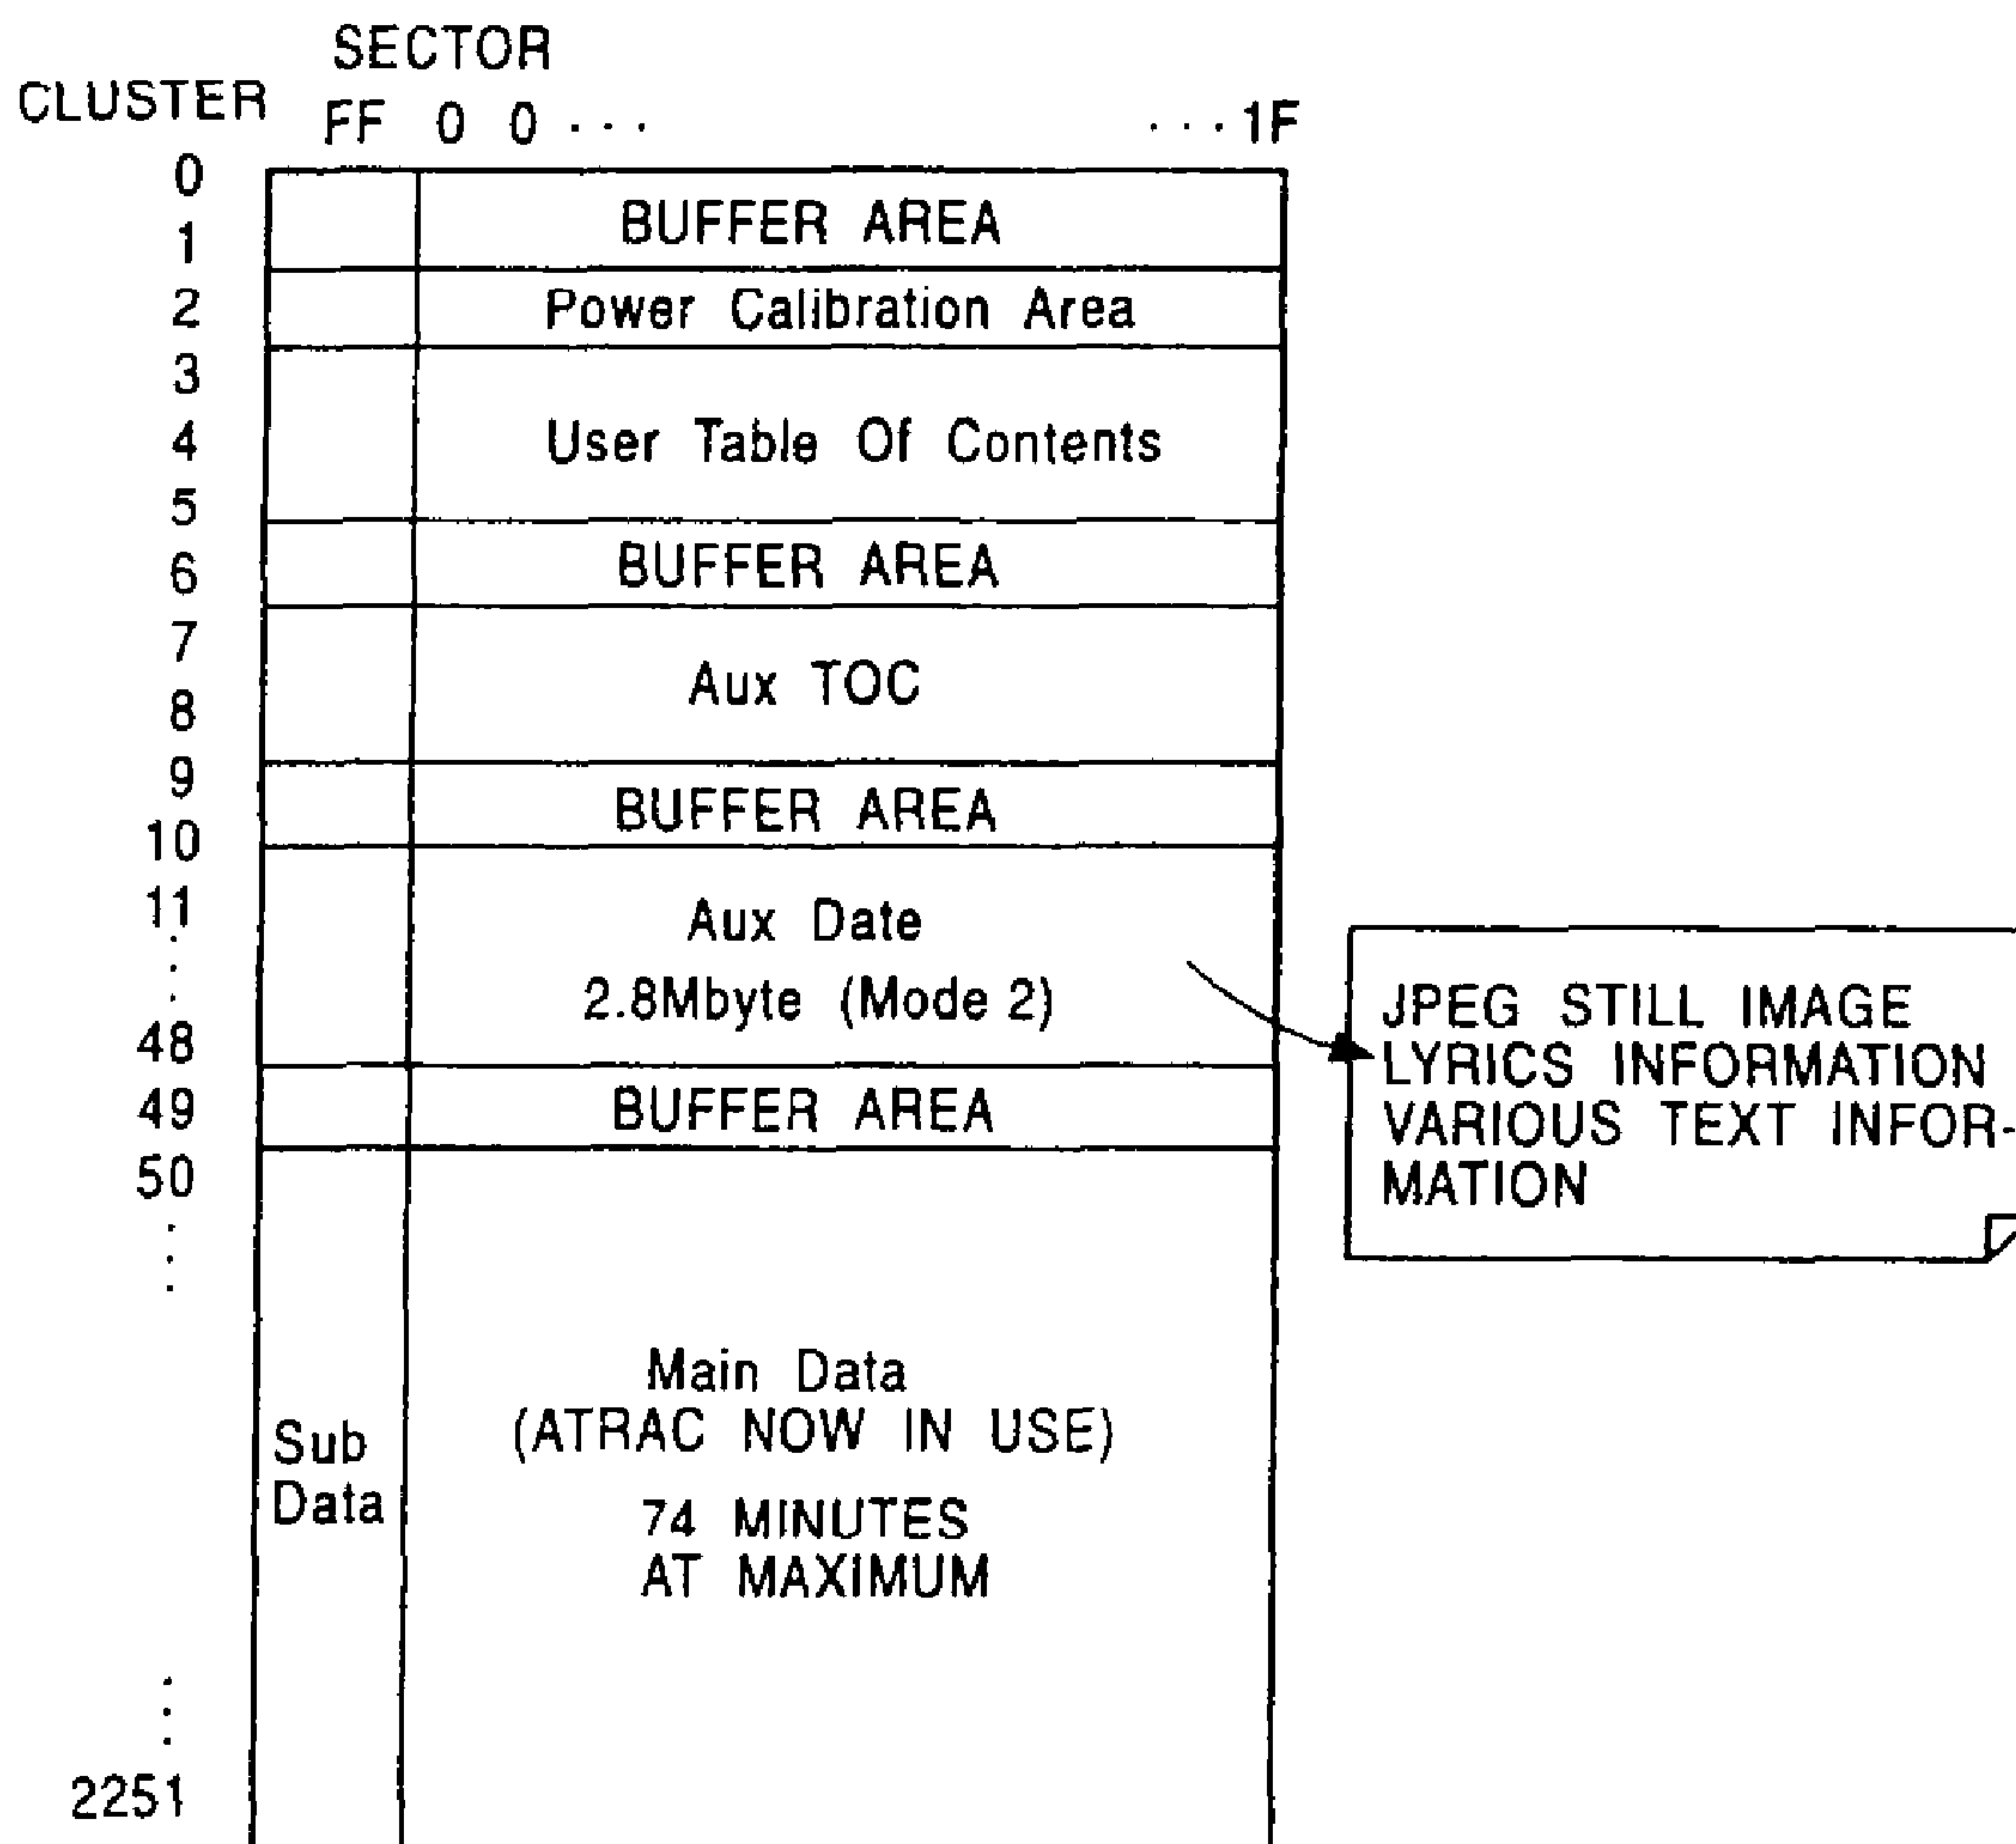 SECTOR
CLUSTER
FF 0 0 ··· ··· 1F
0
BUFFER AREA
1
2 Power Calibration Area
3
4 User Table Of Contents
5
6 BUFFER AREA
7
Aux TOC
8
9
BUFFER AREA
10
11 Aux Date
2.8Mbyte (Mode 2)
48
49 BUFFER AREA
50
JPEG STILL IMAGE
LYRICS INFORMATION
VARIOUS TEXT INFOR-
MATION
Main Data
(ATRAC NOW IN USE)
Sub
Data
74 MINUTES
AT MAXIMUM
2251